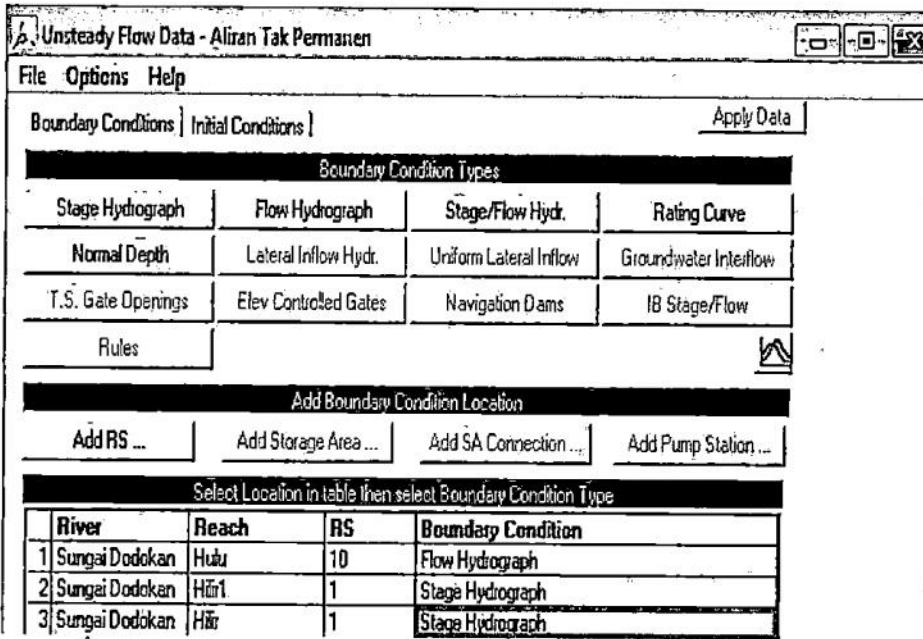 Unsteady Flow Data - Aliran Tak Permanen
File Options Help
Boundary Conditions Initial Conditions Apply Data
Boundary Condition Types
Stage Hydrograph Flow Hydrograph Stage/Flow Hydr. Rating Curve
Normal Depth Lateral Inflow Hydr. Uniform Lateral Inflow Groundwater Interflow
T.S. Gate Openings Elev Controlled Gates Navigation Dams IB Stage/Flow
Rules
Add Boundary Condition Location
Add RS ... Add Storage Area ... Add SA Connection ... Add Pump Station ...
Select Location in table then select Boundary Condition Type
River Reach RS Boundary Condition
1 Sungai Dodokan Hulu 10 Flow Hydrograph
2 Sungai Dodokan Hilir1 1 Stage Hydrograph
3 Sungai Dodokan Hilir 1 Stage Hydrograph